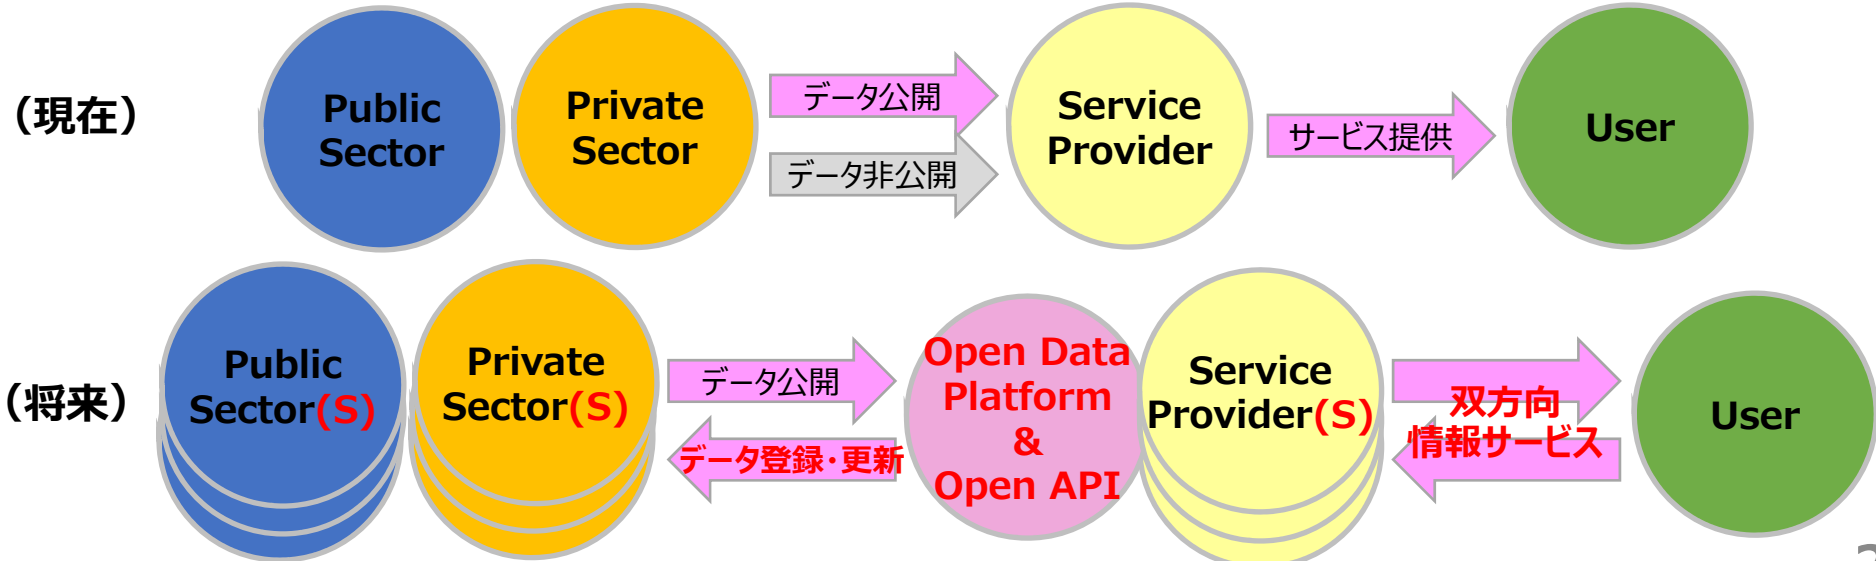 （現在）
Public
Sector
Private
Sector
データ公開
データ非公開
Service
Provider
サービス提供
User
（将来）
Public
Sector(S)
Private
Sector(S)
データ公開
データ登録・更新
Open Data
Platform
&
Open API
Service
Provider(S)
双方向
情報サービス
User